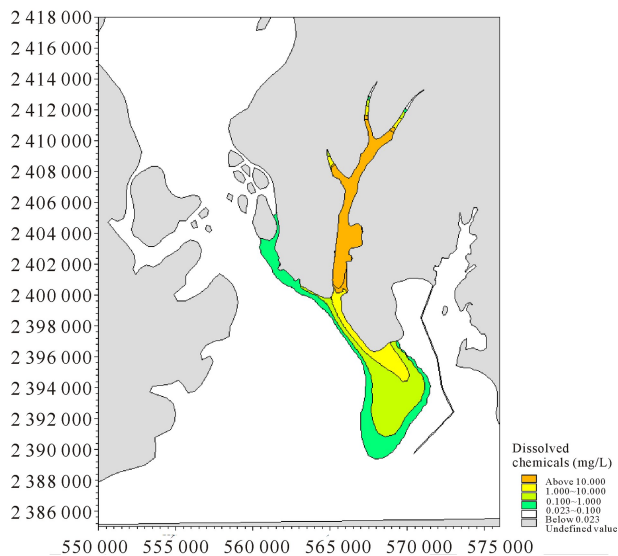 2 418 000
2 416 000
2 414 000
2 412 000
2 410 000
2 408 000
2 406 000
2 404 000
2 402 000
2 400 000
2 398 000
2 396 000
2 394 000
2 392 000
2 390 000
2 388 000
2 386 000
550 000 555 000 560 000 565 000 570 000 575 000
Dissolved
chemicals (mg/L)
Above 10.000
1.000~10.000
0.100~1.000
0.023~0.100
Below 0.023
Undefined value